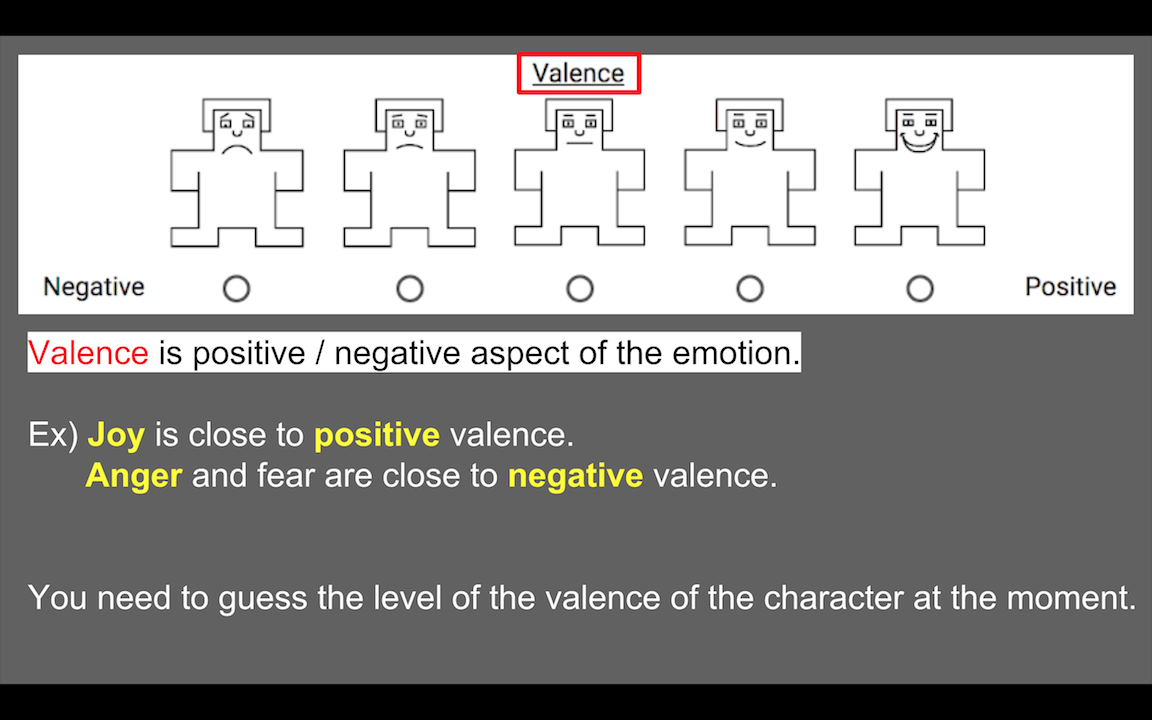 Valence
Negative
Positive
Valence is positive / negative aspect of the emotion.
Ex) Joy is close to positive valence.
Anger and fear are close to negative valence.
You need to guess the level of the valence of the character at the moment.